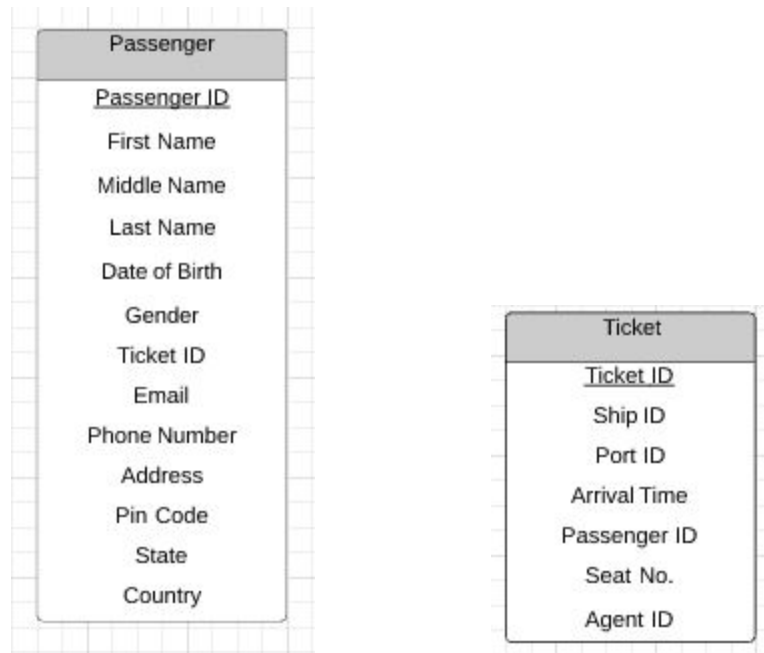 Passenger
Passenger ID
First Name
Middle Name
Last Name
Date of Birth
Gender
Ticket ID
Email
Phone Number
Address
Pin Code
State
Country
Ticket
Ticket ID
Ship ID
Port ID
Arrival Time
Passenger ID
Seat No.
Agent ID